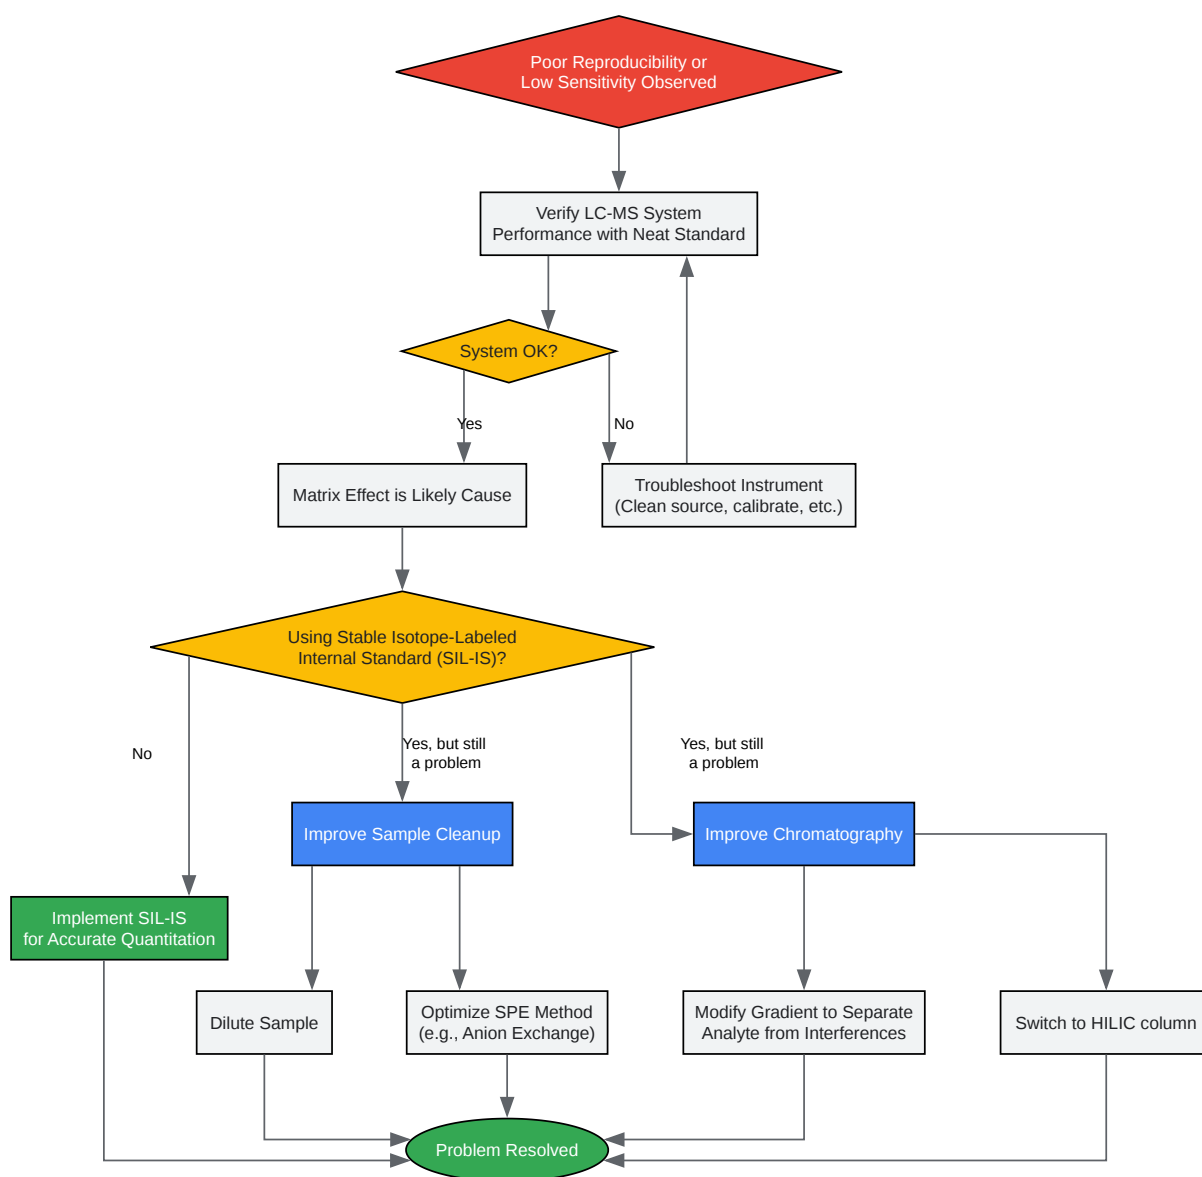 Poor Reproducibility or
Low Sensitivity Observed
Verify LC-MS System
Performance with Neat Standard
System OK?
Yes
No
Matrix Effect is Likely Cause
Troubleshoot Instrument
(Clean source, calibrate, etc.)
Using Stable Isotope-Labeled
Internal Standard (SIL-IS)?
No
Yes, but still
a problem
Yes, but still
a problem
Improve Sample Cleanup
Improve Chromatography
Implement SIL-IS
for Accurate Quantitation
Dilute Sample
Optimize SPE Method
(e.g., Anion Exchange)
Modify Gradient to Separate
Analyte from Interferences
Switch to HILIC column
Problem Resolved